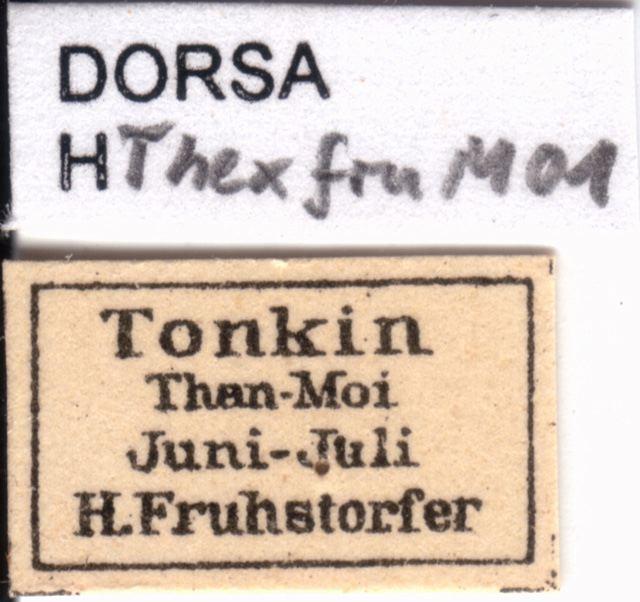 DORSA
HThex fru M01
Tonkin
Than-Moi
Juni-Juli
H.Fruhstorfer